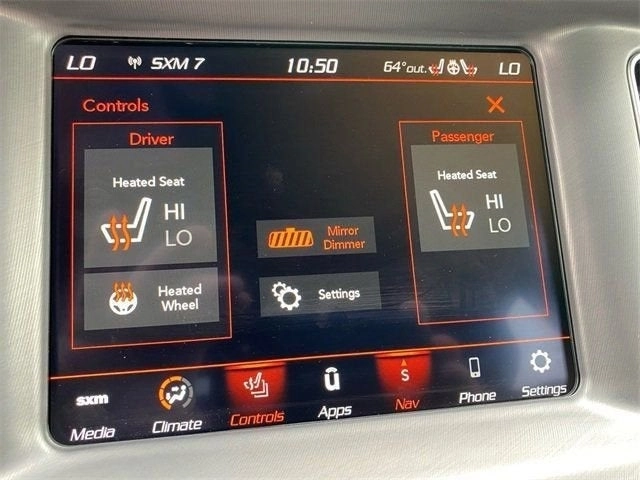 LO SXM 7 10:50 64°out. LO
Controls
Driver
Heated Seat
HI
LO
Heated
Wheel
Mirror
Dimmer
Settings
Passenger
Heated Seat
HI
LO
sxm
Media
Climate
Controls
u
Apps
S
Nav
Phone
Settings